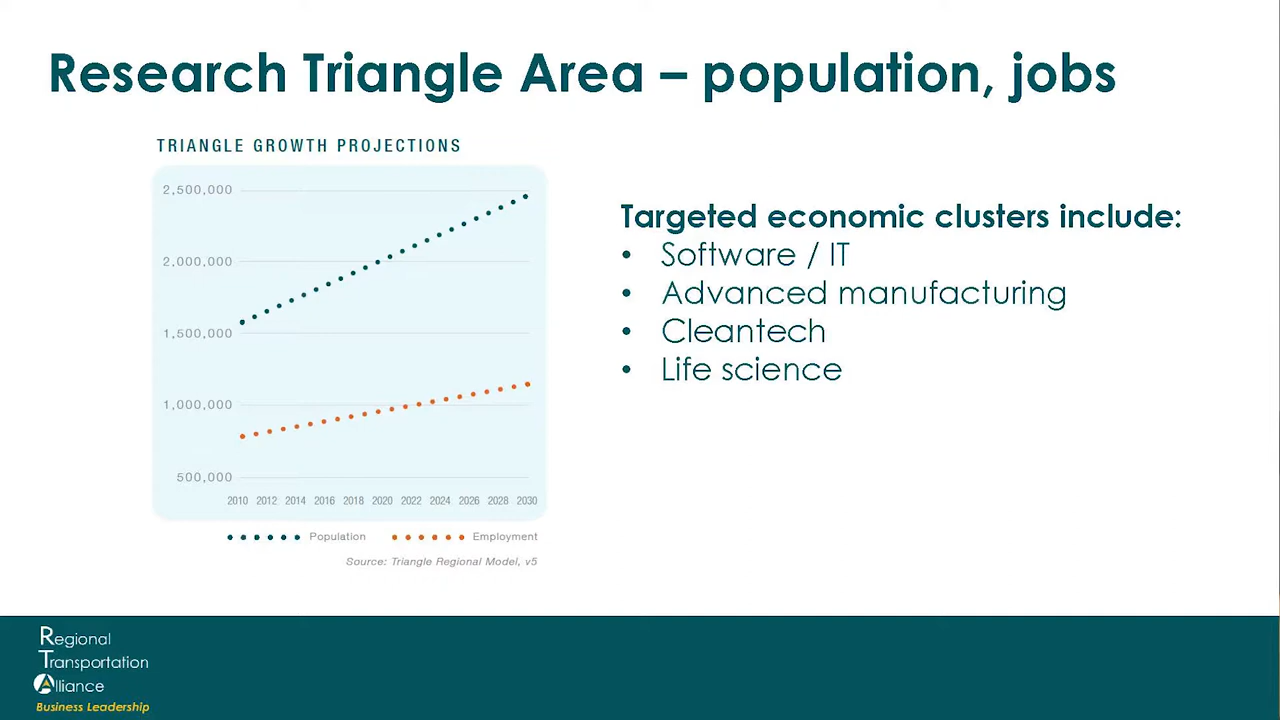 Research Triangle Area – population, jobs
TRIANGLE GROWTH PROJECTIONS
2,500,000
2,000,000
1,500,000
1,000,000
500,000
2010 2012 2014 2016 2018 2020 2022 2024 2026 2028 2030
Population Employment
Source: Triangle Regional Model, v5
Targeted economic clusters include:
• Software / IT
• Advanced manufacturing
• Cleantech
• Life science
Regional
Transportation
Alliance
Business Leadership